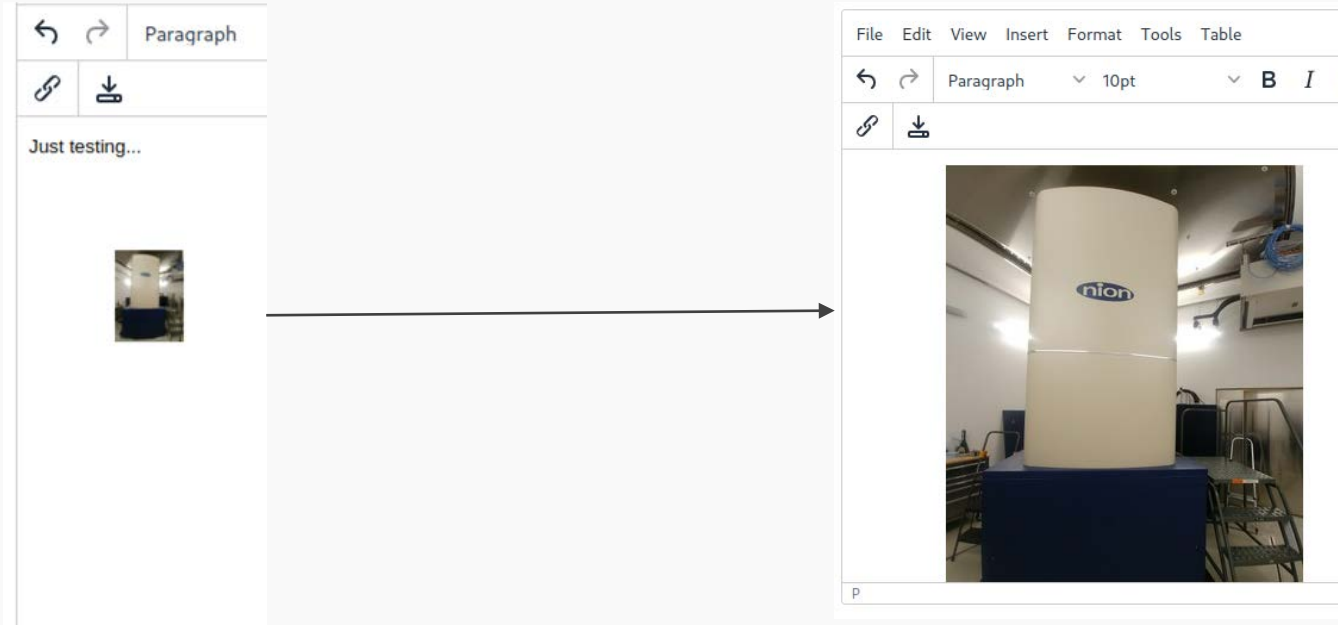 Paragraph
Just testing...
File Edit View Insert Format Tools Table
Paragraph 10pt B I
nion
P